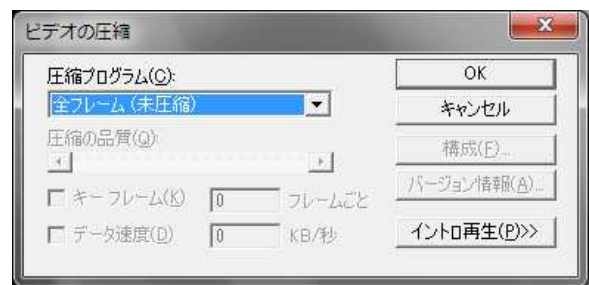 ビデオの圧縮
圧縮プログラム(C):
全フレーム (未圧縮)
圧縮の品質(Q):
キー フレーム(K) 0 フレームごと
データ速度(D) 0 KB/秒
OK
キャンセル
構成(F)...
バージョン情報(A)...
イントロ再生(P)>>